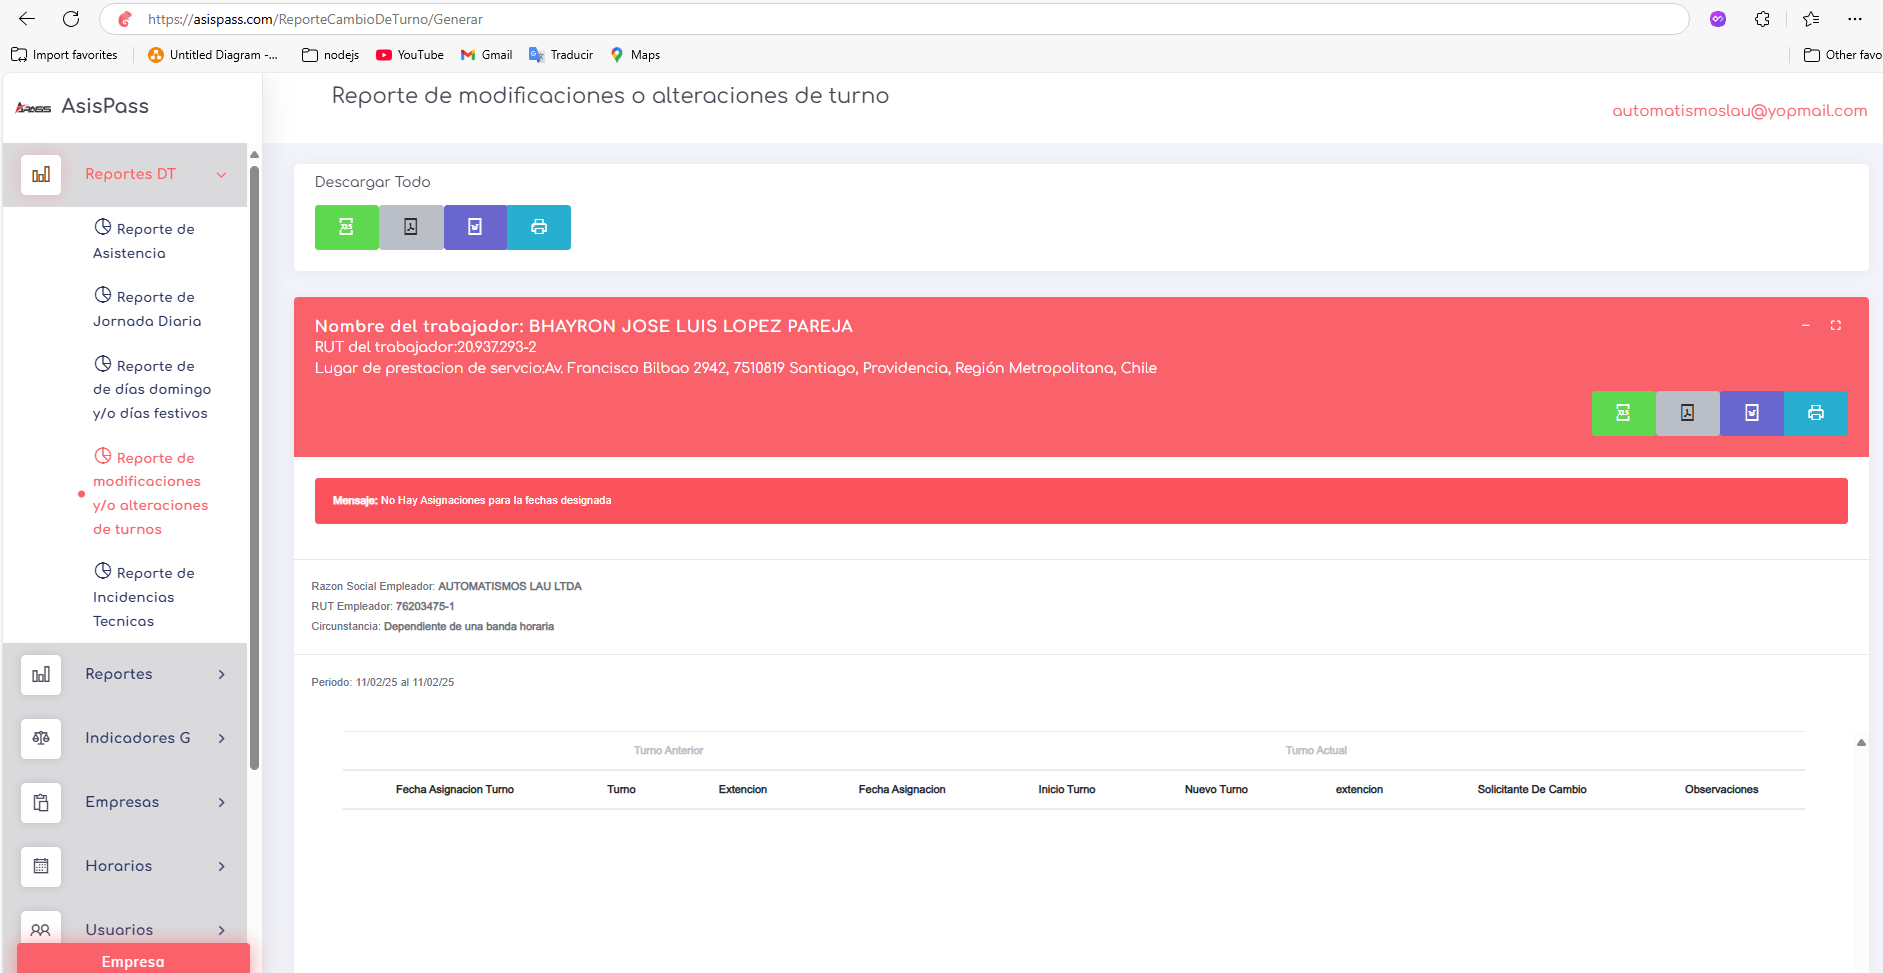 https://asispass.com/ReporteCambioDeTurno/Generar
Import favorites
Untitled Diagram -...
nodejs
YouTube
Gmail
Traducir
Maps
Other favo
AsisPass
Reporte de modificaciones o alteraciones de turno
automatismoslau@yopmail.com
Reportes DT
Reporte de
Asistencia
Reporte de
Jornada Diaria
Reporte de
de días domingo
y/o días festivos
Reporte de
modificaciones
y/o alteraciones
de turnos
Reporte de
Incidencias
Tecnicas
Reportes
Indicadores G
Empresas
Horarios
Usuarios
Empresa
Descargar Todo
XLS
Nombre del trabajador: BHAYRON JOSE LUIS LOPEZ PAREJA
RUT del trabajador:20.937.293-2
Lugar de prestacion de servcio:Av. Francisco Bilbao 2942, 7510819 Santiago, Providencia, Región Metropolitana, Chile
XLS
Mensaje: No Hay Asignaciones para la fechas designada
Razon Social Empleador: AUTOMATISMOS LAU LTDA
RUT Empleador: 76203475-1
Circunstancia: Dependiente de una banda horaria
Periodo: 11/02/25 al 11/02/25
Turno Anterior Turno Actual
Fecha Asignacion Turno Turno Extencion Fecha Asignacion Inicio Turno Nuevo Turno extencion Solicitante De Cambio Observaciones